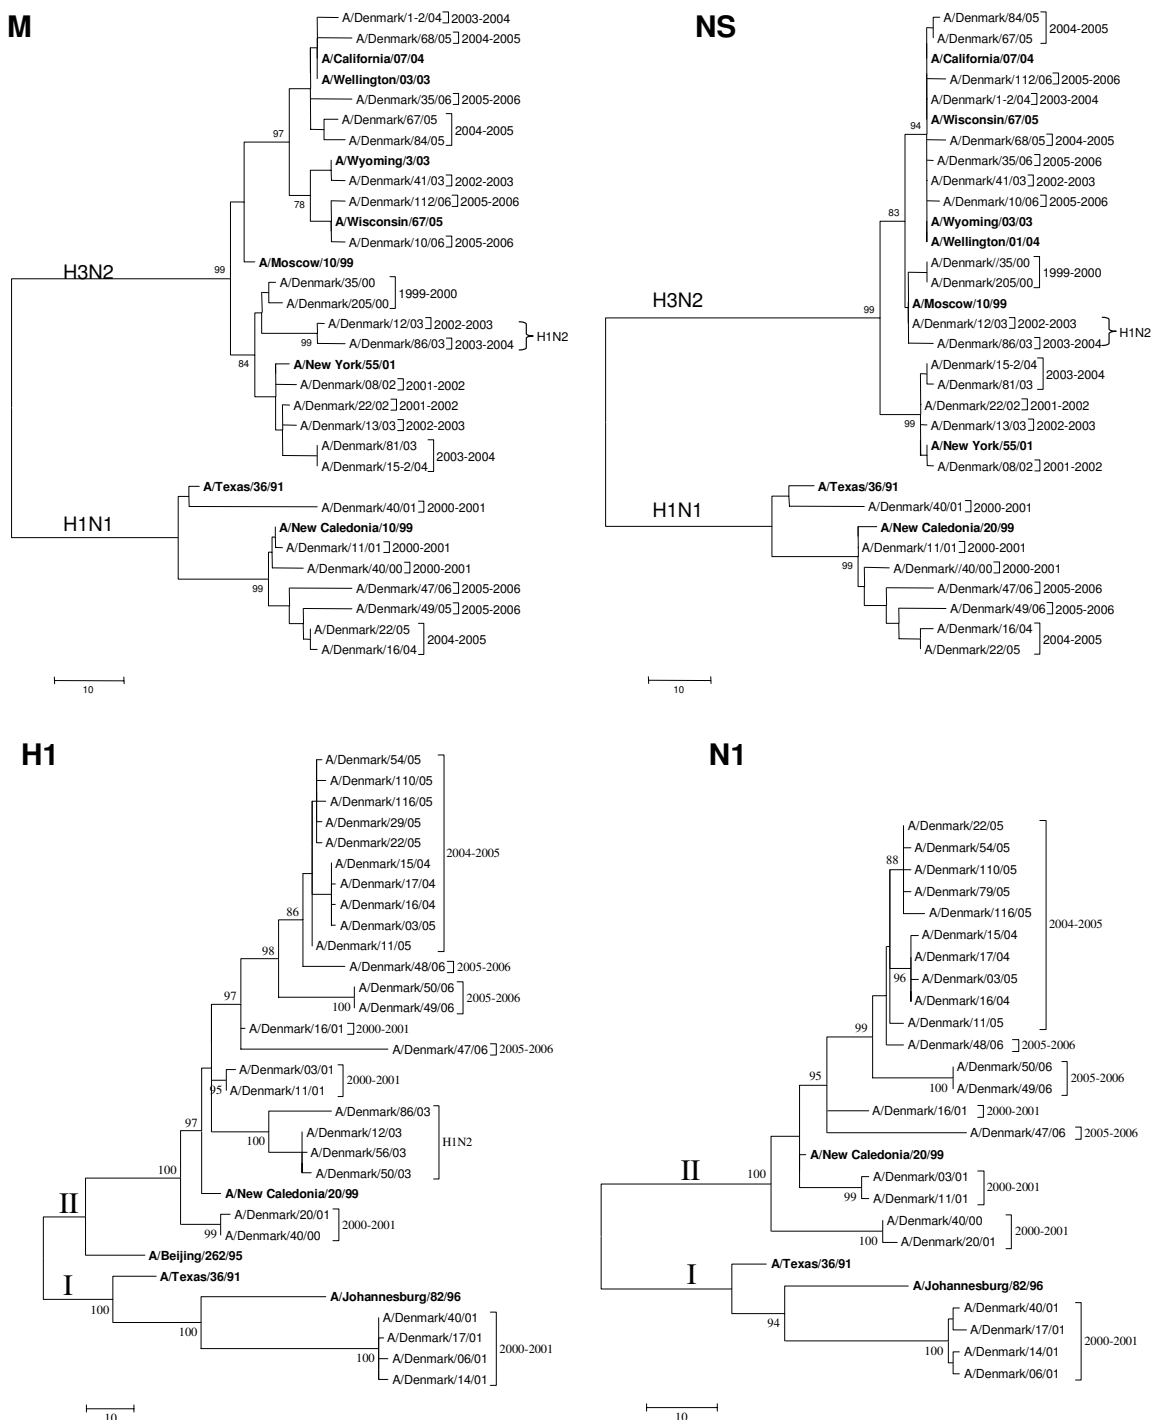 M
A/Denmark/1-2/04 2003-2004
A/Denmark/68/05 2004-2005
A/California/07/04
A/Wellington/03/03
97
A/Denmark/35/06 2005-2006
A/Denmark/67/05
2004-2005
A/Denmark/84/05
A/Wyoming/3/03
A/Denmark/41/03 2002-2003
78
A/Denmark/112/06 2005-2006
A/Wisconsin/67/05
A/Denmark/10/06 2005-2006
A/Moscow/10/99
H3N2
99
A/Denmark/35/00
1999-2000
A/Denmark/205/00
A/Denmark/12/03 2002-2003
H1N2
99
A/Denmark/86/03 2003-2004
84
A/New York/55/01
A/Denmark/08/02 2001-2002
A/Denmark/22/02 2001-2002
A/Denmark/13/03 2002-2003
A/Denmark/81/03
2003-2004
A/Denmark/15-2/04
A/Texas/36/91
A/Denmark/40/01 2000-2001
H1N1
A/New Caledonia/10/99
A/Denmark/11/01 2000-2001
A/Denmark/40/00 2000-2001
99
A/Denmark/47/06 2005-2006
A/Denmark/49/05 2005-2006
A/Denmark/22/05
2004-2005
A/Denmark/16/04
10
NS
A/Denmark/84/05
2004-2005
A/Denmark/67/05
A/California/07/04
A/Denmark/112/06 2005-2006
A/Denmark/1-2/04 2003-2004
94
A/Wisconsin/67/05
A/Denmark/68/05 2004-2005
A/Denmark/35/06 2005-2006
A/Denmark/41/03 2002-2003
A/Denmark/10/06 2005-2006
83
A/Wyoming/03/03
A/Wellington/01/04
A/Denmark//35/00
1999-2000
A/Denmark/205/00
H3N2
99
A/Moscow/10/99
A/Denmark/12/03 2002-2003
H1N2
A/Denmark/86/03 2003-2004
A/Denmark/15-2/04
2003-2004
A/Denmark/81/03
A/Denmark/22/02 2001-2002
99
A/Denmark/13/03 2002-2003
A/New York/55/01
A/Denmark/08/02 2001-2002
A/Texas/36/91
A/Denmark/40/01 2000-2001
H1N1
A/New Caledonia/20/99
A/Denmark/11/01 2000-2001
99
A/Denmark//40/00 2000-2001
A/Denmark/47/06 2005-2006
A/Denmark/49/06 2005-2006
A/Denmark/16/04
2004-2005
A/Denmark/22/05
10
H1
A/Denmark/54/05
A/Denmark/110/05
A/Denmark/116/05
A/Denmark/29/05
A/Denmark/22/05
2004-2005
A/Denmark/15/04
A/Denmark/17/04
A/Denmark/16/04
86
A/Denmark/03/05
A/Denmark/11/05
98
A/Denmark/48/06 2005-2006
A/Denmark/50/06
2005-2006
97
100
A/Denmark/49/06
A/Denmark/16/01 2000-2001
A/Denmark/47/06 2005-2006
A/Denmark/03/01
2000-2001
95
A/Denmark/11/01
A/Denmark/86/03
97
A/Denmark/12/03
100
H1N2
A/Denmark/56/03
A/Denmark/50/03
100
A/New Caledonia/20/99
II
A/Denmark/20/01
2000-2001
99
A/Denmark/40/00
A/Beijing/262/95
A/Texas/36/91
I
A/Johannesburg/82/96
100
A/Denmark/40/01
100
A/Denmark/17/01
2000-2001
100
A/Denmark/06/01
A/Denmark/14/01
10
N1
A/Denmark/22/05
A/Denmark/54/05
88
A/Denmark/110/05
A/Denmark/79/05
A/Denmark/116/05
2004-2005
A/Denmark/15/04
A/Denmark/17/04
96
A/Denmark/03/05
A/Denmark/16/04
A/Denmark/11/05
99
A/Denmark/48/06 2005-2006
A/Denmark/50/06
2005-2006
95
100
A/Denmark/49/06
A/Denmark/16/01 2000-2001
A/Denmark/47/06 2005-2006
A/New Caledonia/20/99
II
100
A/Denmark/03/01
2000-2001
99
A/Denmark/11/01
A/Denmark/40/00
2000-2001
100
A/Denmark/20/01
A/Texas/36/91
I
A/Johannesburg/82/96
A/Denmark/40/01
94
A/Denmark/17/01
2000-2001
100
A/Denmark/14/01
A/Denmark/06/01
10